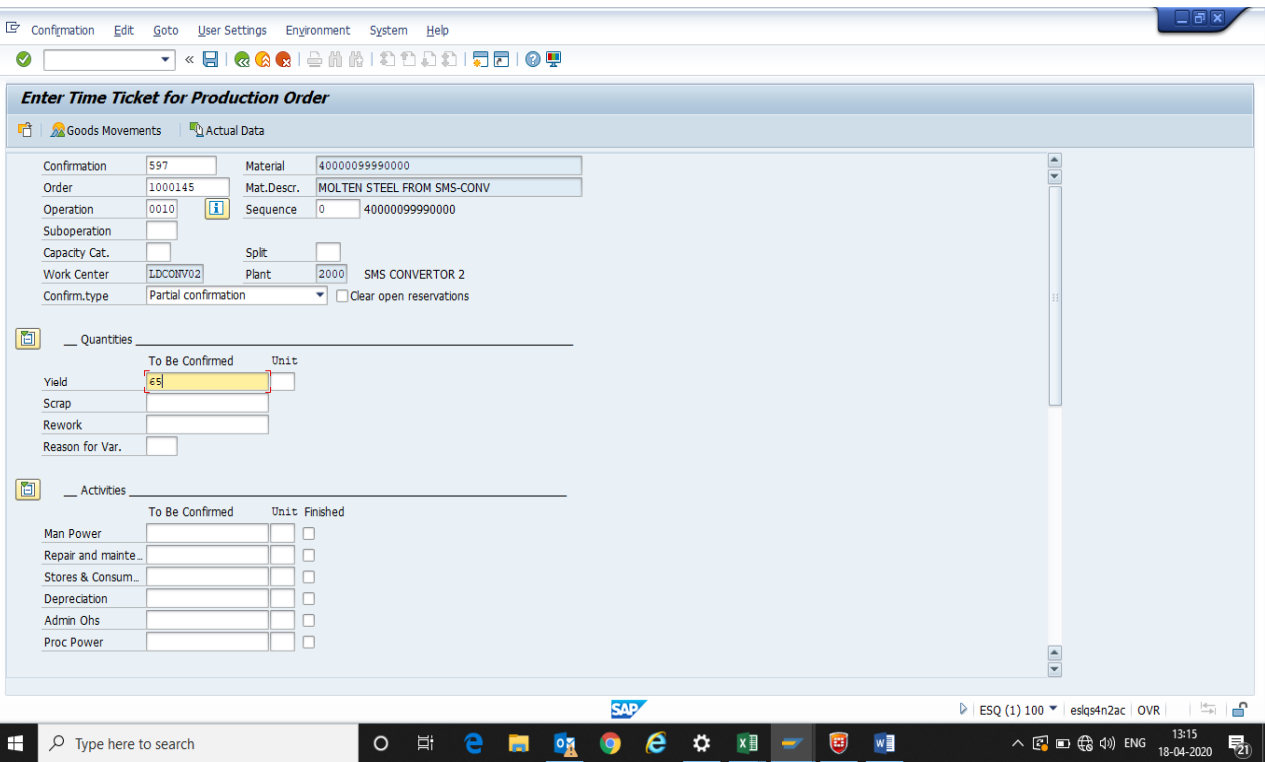 Confirmation Edit Goto User Settings Environment System Help
Enter Time Ticket for Production Order
Goods Movements Actual Data
Confirmation 597 Material 40000099990000
Order 1000145 Mat.Descr. MOLTEN STEEL FROM SMS-CONV
Operation 0010 Sequence 0 40000099990000
Suboperation
Capacity Cat. Split
Work Center LDCONV02 Plant 2000 SMS CONVERTOR 2
Confirm.type Partial confirmation Clear open reservations
Quantities
To Be Confirmed Unit
Yield 65
Scrap
Rework
Reason for Var.
Activities
To Be Confirmed Unit Finished
Man Power
Repair and mainte...
Stores & Consum...
Depreciation
Admin Ohs
Proc Power
SAP ESQ (1) 100 eslqs4n2ac OVR
Type here to search ENG 13:15
18-04-2020 21